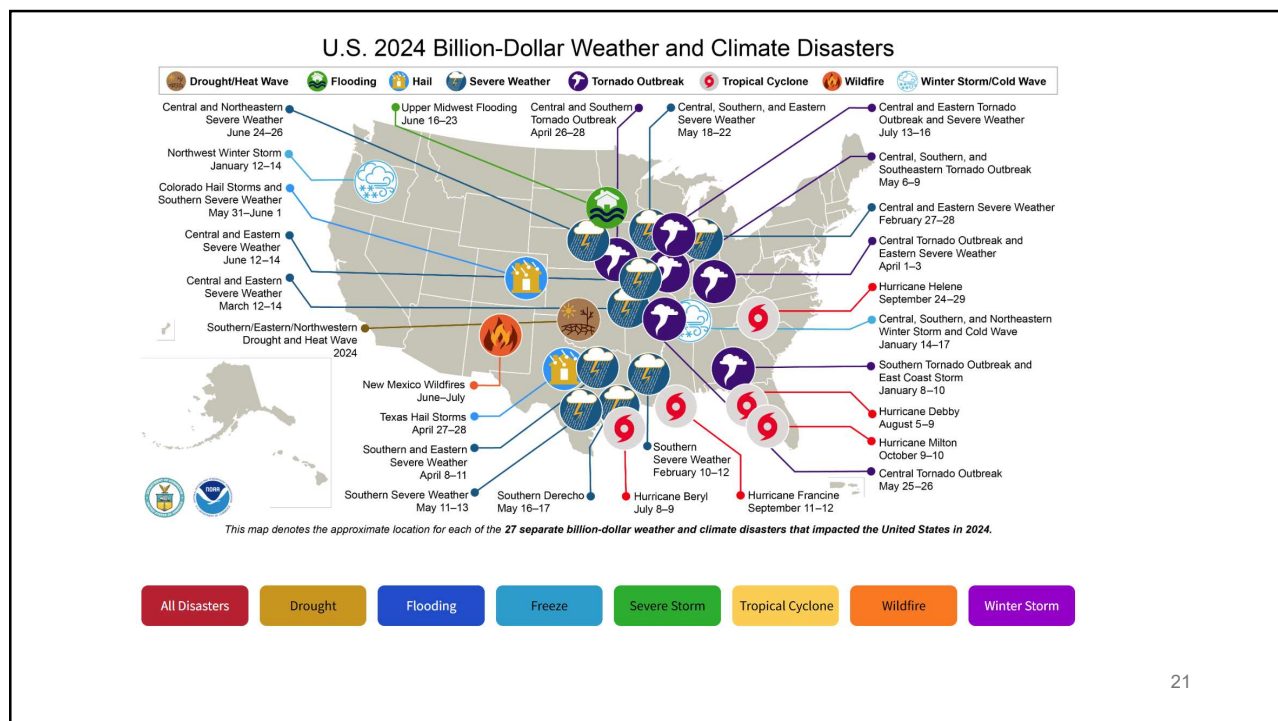 U.S. 2024 Billion-Dollar Weather and Climate Disasters
Drought/Heat Wave
Flooding
Hail
Severe Weather
Tornado Outbreak
Tropical Cyclone
Wildfire
Winter Storm/Cold Wave
Central and Northeastern
Severe Weather
June 24–26
Upper Midwest Flooding
June 16–23
Central and Southern
Tornado Outbreak
April 26–28
Central, Southern, and Eastern
Severe Weather
May 18–22
Central and Eastern Tornado
Outbreak and Severe Weather
July 13–16
Northwest Winter Storm
January 12–14
Central, Southern, and
Southeastern Tornado Outbreak
May 6–9
Colorado Hail Storms and
Southern Severe Weather
May 31–June 1
Central and Eastern Severe Weather
February 27–28
Central and Eastern
Severe Weather
June 12–14
Central Tornado Outbreak and
Eastern Severe Weather
April 1–3
Central and Eastern
Severe Weather
March 12–14
Hurricane Helene
September 24–29
Southern/Eastern/Northwestern
Drought and Heat Wave
2024
Central, Southern, and Northeastern
Winter Storm and Cold Wave
January 14–17
New Mexico Wildfires
June–July
Southern Tornado Outbreak and
East Coast Storm
January 8–10
Texas Hail Storms
April 27–28
Hurricane Debby
August 5–9
Southern and Eastern
Severe Weather
April 8–11
Southern
Severe Weather
February 10–12
Hurricane Milton
October 9–10
Central Tornado Outbreak
May 25–26
Southern Severe Weather
May 11–13
Southern Derecho
May 16–17
Hurricane Beryl
July 8–9
Hurricane Francine
September 11–12
NOAA
This map denotes the approximate location for each of the 27 separate billion-dollar weather and climate disasters that impacted the United States in 2024.
All Disasters
Drought
Flooding
Freeze
Severe Storm
Tropical Cyclone
Wildfire
Winter Storm
21